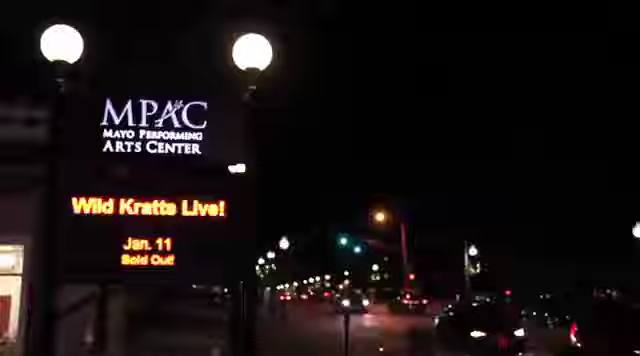 MPAC
MAYO PERFORMING
ARTS CENTER
Wild Kratts Live!
Jan. 11
Sold Out!